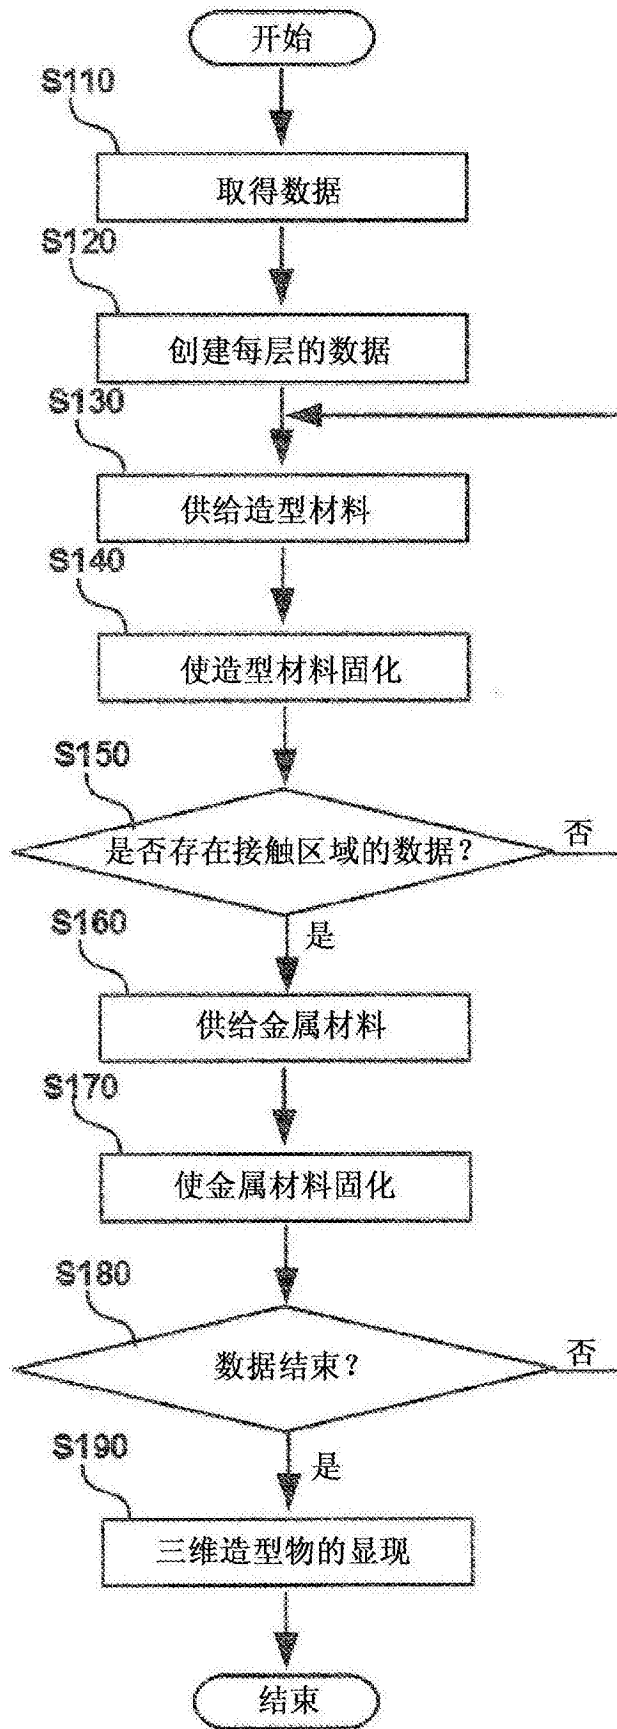 开始
S110
取得数据
S120
创建每层的数据
S130
供给造型材料
S140
使造型材料固化
S150
是否存在接触区域的数据?
否
是
S160
供给金属材料
S170
使金属材料固化
S180
数据结束?
否
是
S190
三维造型物的显现
结束